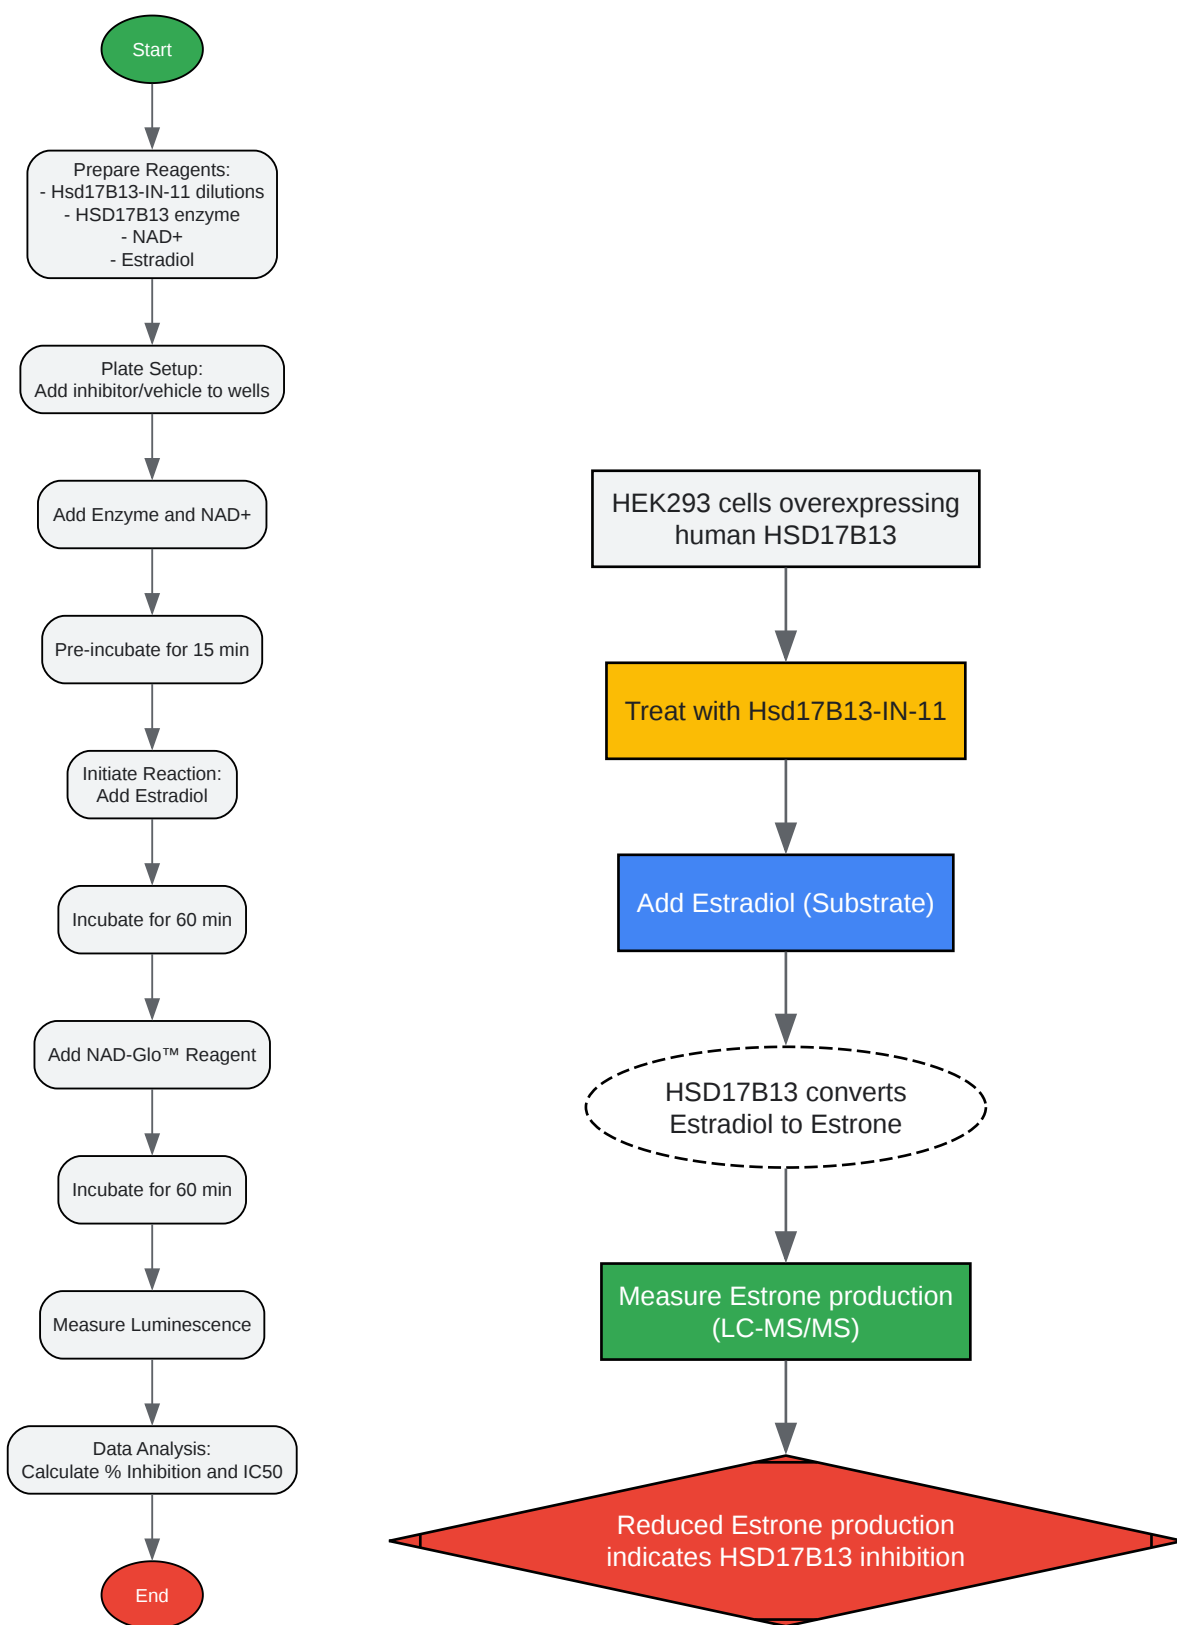 Start
Prepare Reagents:
- Hsd17B13-IN-11 dilutions
- HSD17B13 enzyme
- NAD+
- Estradiol
Plate Setup:
Add inhibitor/vehicle to wells
Add Enzyme and NAD+
Pre-incubate for 15 min
Initiate Reaction:
Add Estradiol
Incubate for 60 min
Add NAD-Glo™ Reagent
Incubate for 60 min
Measure Luminescence
Data Analysis:
Calculate % Inhibition and IC50
End
HEK293 cells overexpressing
human HSD17B13
Treat with Hsd17B13-IN-11
Add Estradiol (Substrate)
HSD17B13 converts
Estradiol to Estrone
Measure Estrone production
(LC-MS/MS)
Reduced Estrone production
indicates HSD17B13 inhibition